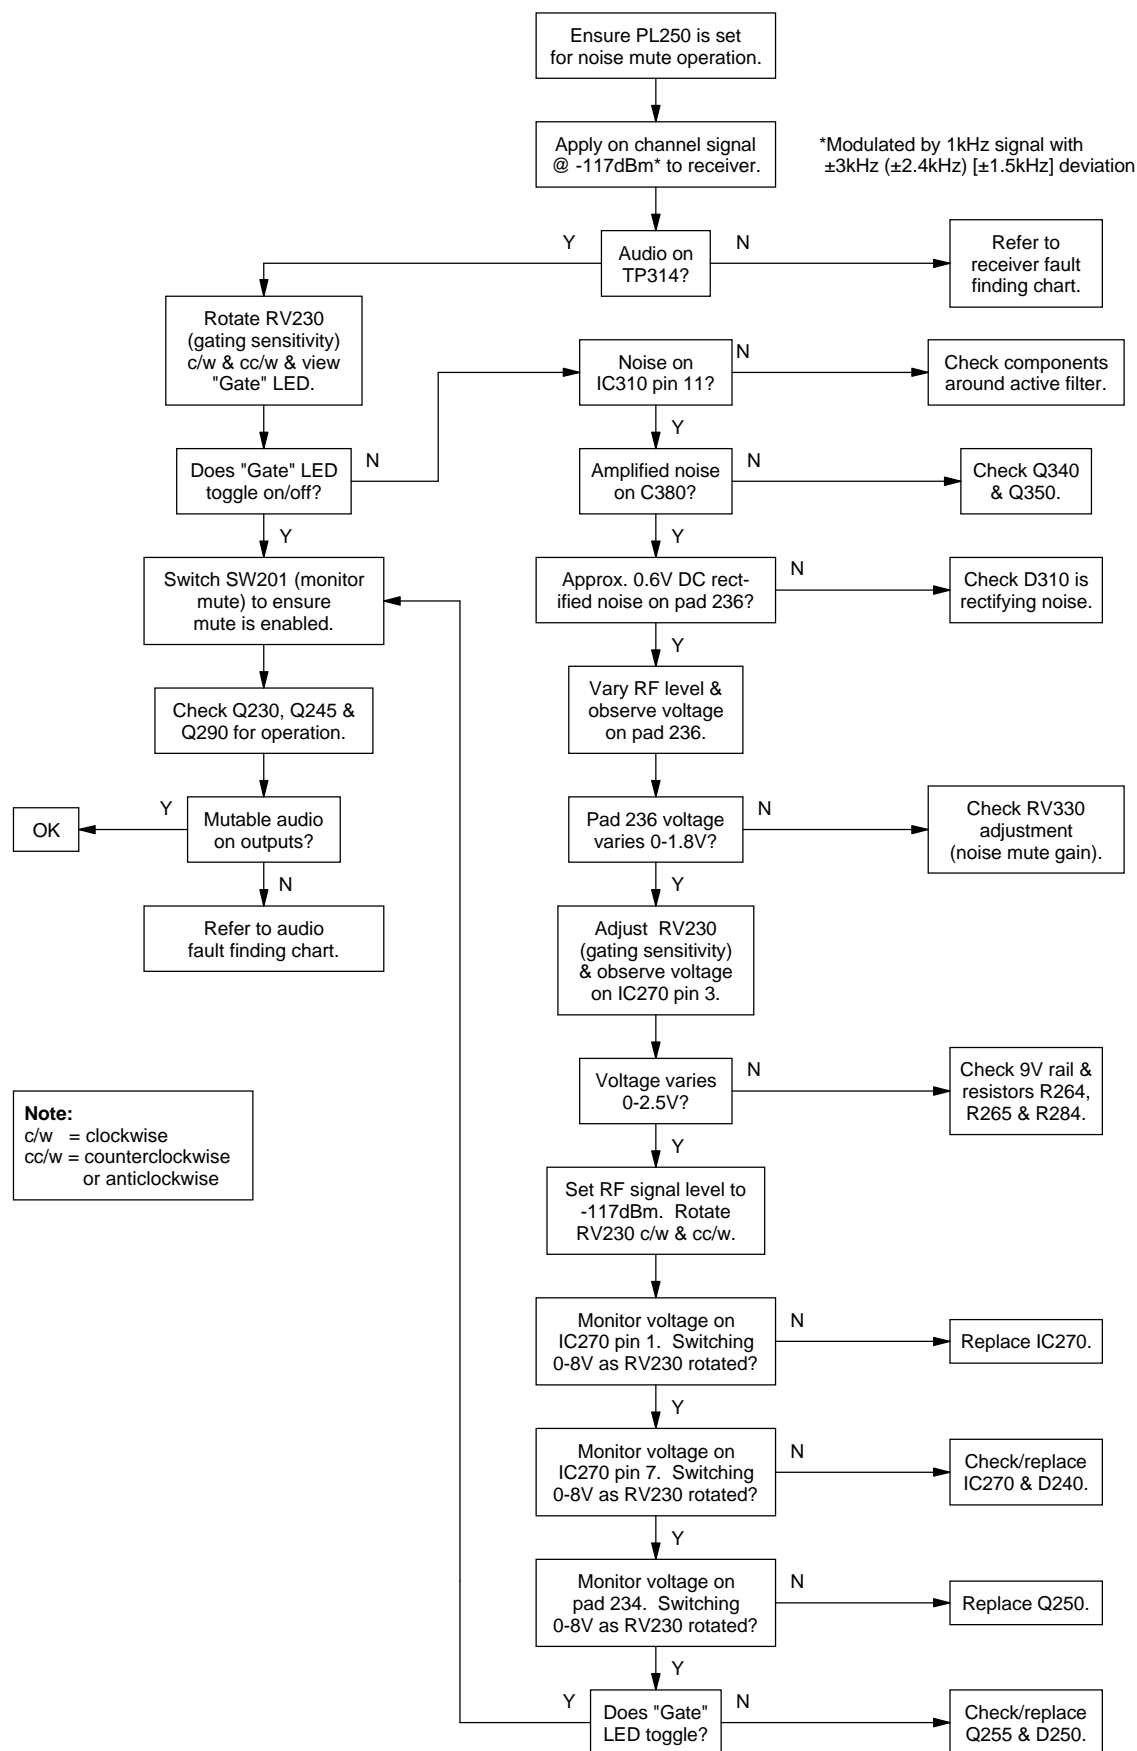 Ensure PL250 is set
for noise mute operation.
Apply on channel signal
@ -117dBm* to receiver.
*Modulated by 1kHz signal with
±3kHz (±2.4kHz) [±1.5kHz] deviation
Y
Audio on
TP314?
N
Refer to
receiver fault
finding chart.
Rotate RV230
(gating sensitivity)
c/w & cc/w & view
"Gate" LED.
Noise on
IC310 pin 11?
N
Check components
around active filter.
Y
Does "Gate" LED
toggle on/off?
N
Amplified noise
on C380?
N
Check Q340
& Q350.
Y
Y
Switch SW201 (monitor
mute) to ensure
mute is enabled.
Approx. 0.6V DC rect-
ified noise on pad 236?
N
Check D310 is
rectifying noise.
Y
Check Q230, Q245 &
Q290 for operation.
Vary RF level &
observe voltage
on pad 236.
OK
Y
Mutable audio
on outputs?
N
Pad 236 voltage
varies 0-1.8V?
N
Check RV330
adjustment
(noise mute gain).
Y
Refer to audio
fault finding chart.
Adjust  RV230
(gating sensitivity)
& observe voltage
on IC270 pin 3.
Voltage varies
0-2.5V?
N
Check 9V rail &
resistors R264,
R265 & R284.
Y
Note:
c/w   = clockwise
cc/w = counterclockwise
or anticlockwise
Set RF signal level to
-117dBm.  Rotate
RV230 c/w & cc/w.
Monitor voltage on
IC270 pin 1.  Switching
0-8V as RV230 rotated?
N
Replace IC270.
Y
Monitor voltage on
IC270 pin 7.  Switching
0-8V as RV230 rotated?
N
Check/replace
IC270 & D240.
Y
Monitor voltage on
pad 234.  Switching
0-8V as RV230 rotated?
N
Replace Q250.
Y
Y
Does "Gate"
LED toggle?
N
Check/replace
Q255 & D250.